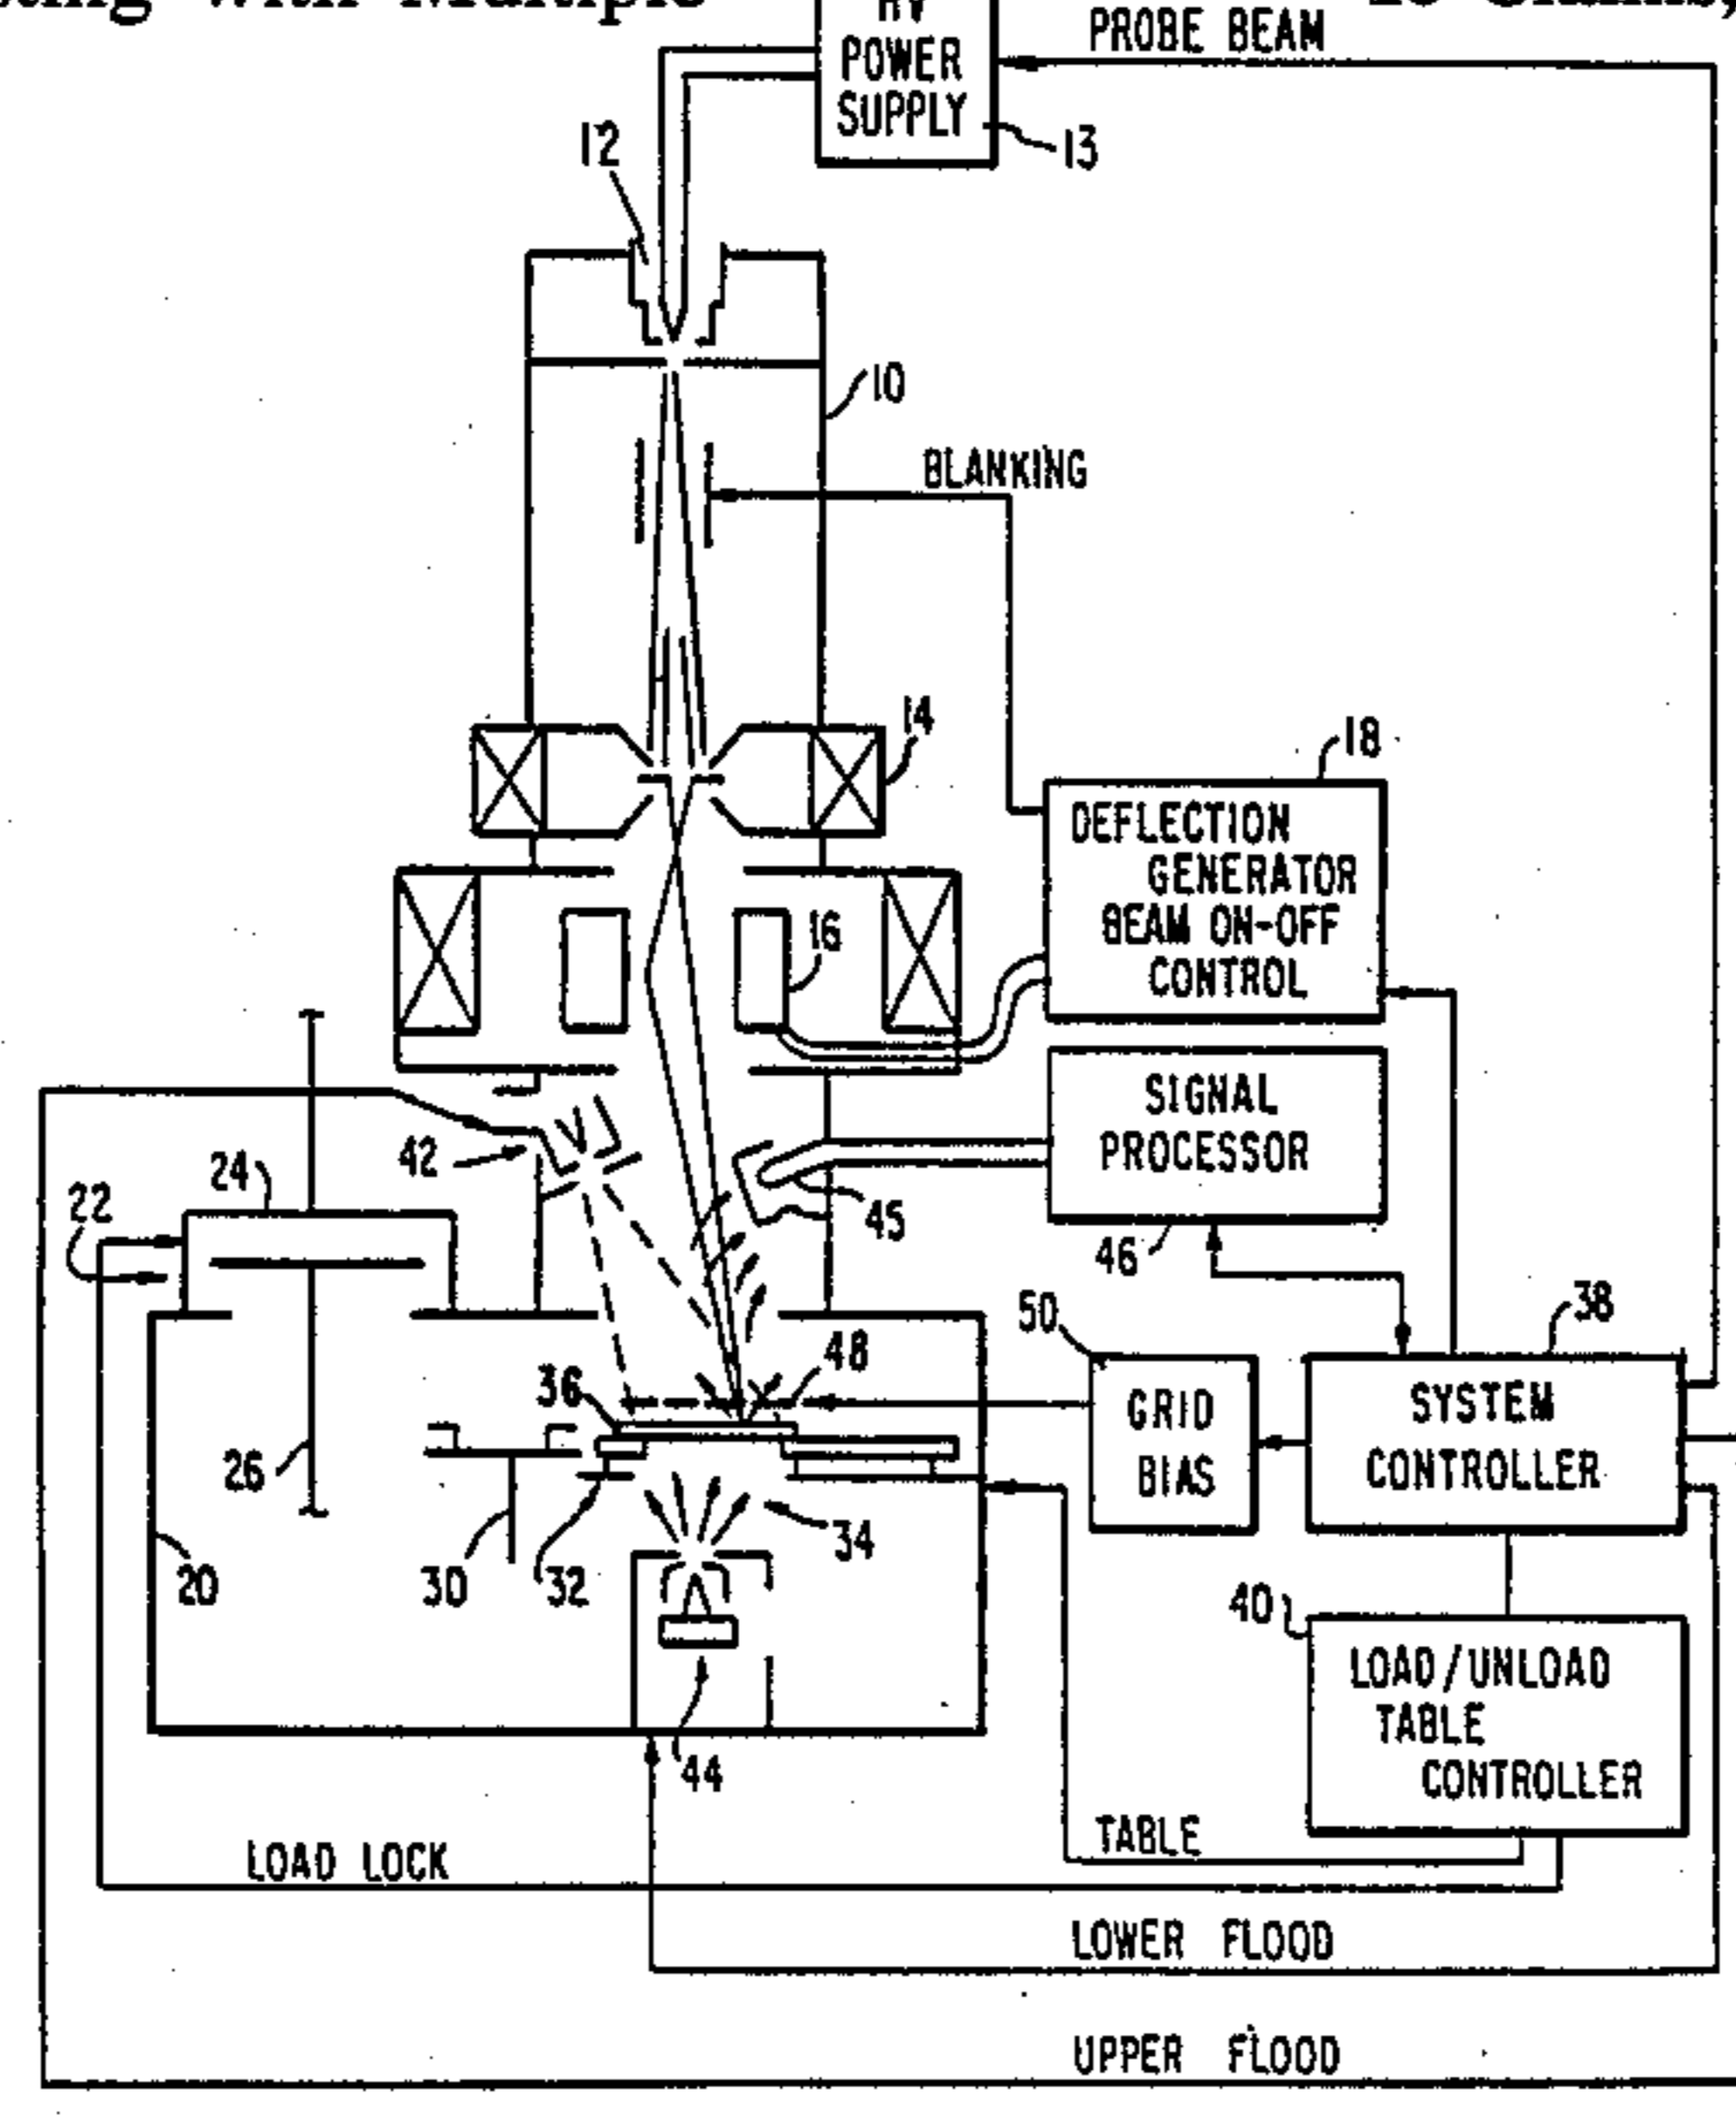 with Multiple
HV
POWER
SUPPLY
PROBE BEAM
12
13
10
BLANKING
14
18
DEFLECTION
GENERATOR
BEAM ON-OFF
CONTROL
16
SIGNAL
PROCESSOR
42
24
22
45
46
50
38
48
36
GRID
BIAS
SYSTEM
CONTROLLER
26
34
20
30
32
40
LOAD/UNLOAD
TABLE
CONTROLLER
44
TABLE
LOAD LOCK
LOWER FLOOD
UPPER FLOOD